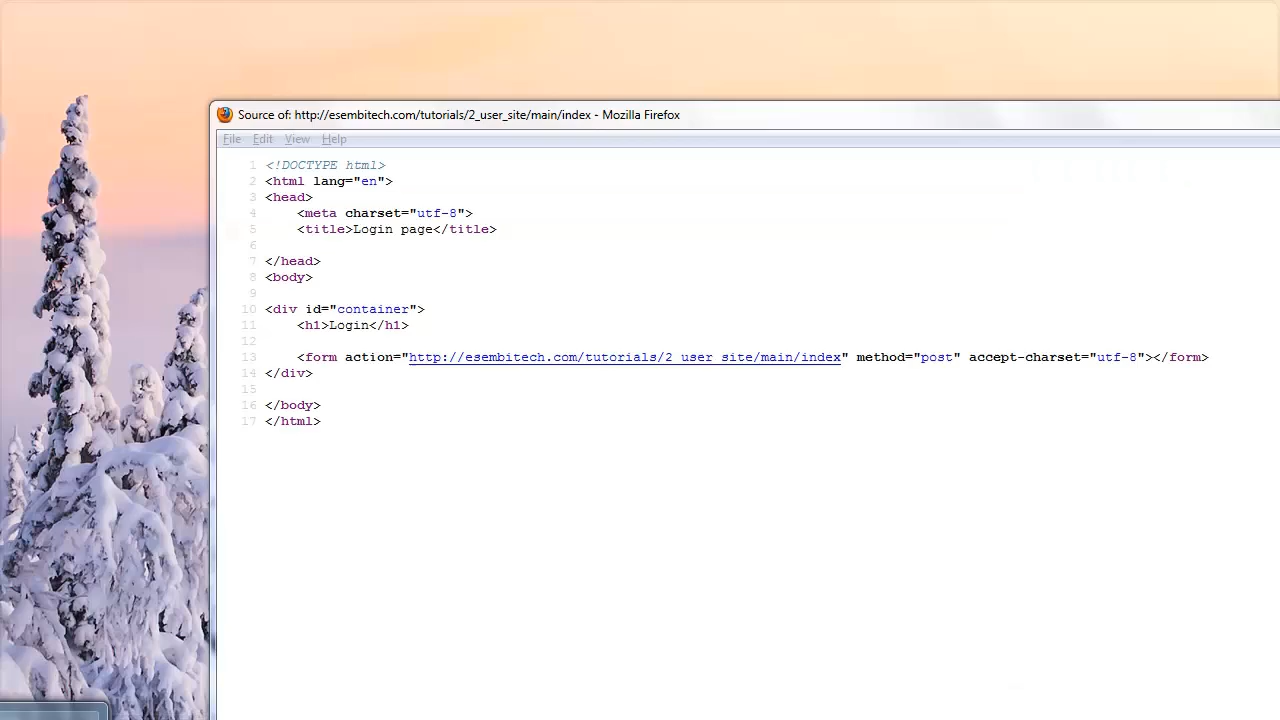 Source of: http://esembitech.com/tutorials/2_user_site/main/index - Mozilla Firefox
File Edit View Help
1 <!DOCTYPE html>
2 <html lang="en">
3 <head>
4 <meta charset="utf-8">
5 <title>Login page</title>
6
7 </head>
8 <body>
9
10 <div id="container">
11 <h1>Login</h1>
12
13 <form action="http://esembitech.com/tutorials/2_user_site/main/index" method="post" accept-charset="utf-8"></form>
14 </div>
15
16 </body>
17 </html>